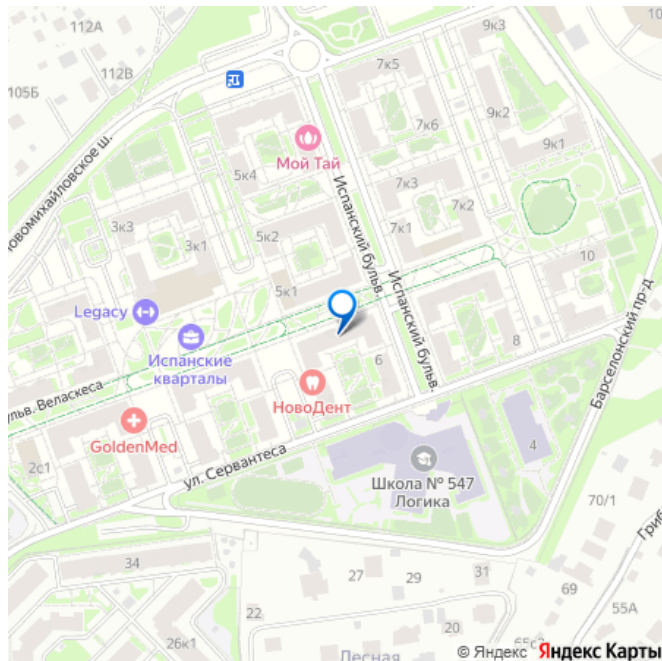 112А
112В
105Б
9к3
7к5
9к2
7к6
9к1
Мой Тай
5к4
7к3
7к2
7к1
Испанский бульв.
Новомихайловское ш.
3к3
3к1
5к2
5к1
10
Испанский бульв.
Барселонский пр-д
Legacy
Испанские
кварталы
8
6
НовоДент
бульв. Веласкеса
GoldenMed
ул. Сервантеса
2с1
4
Школа № 547
Логика
70/1
34
27
29
31
69
22
55А
26к1
20
Лесная
© Яндекс Яндекс Карты